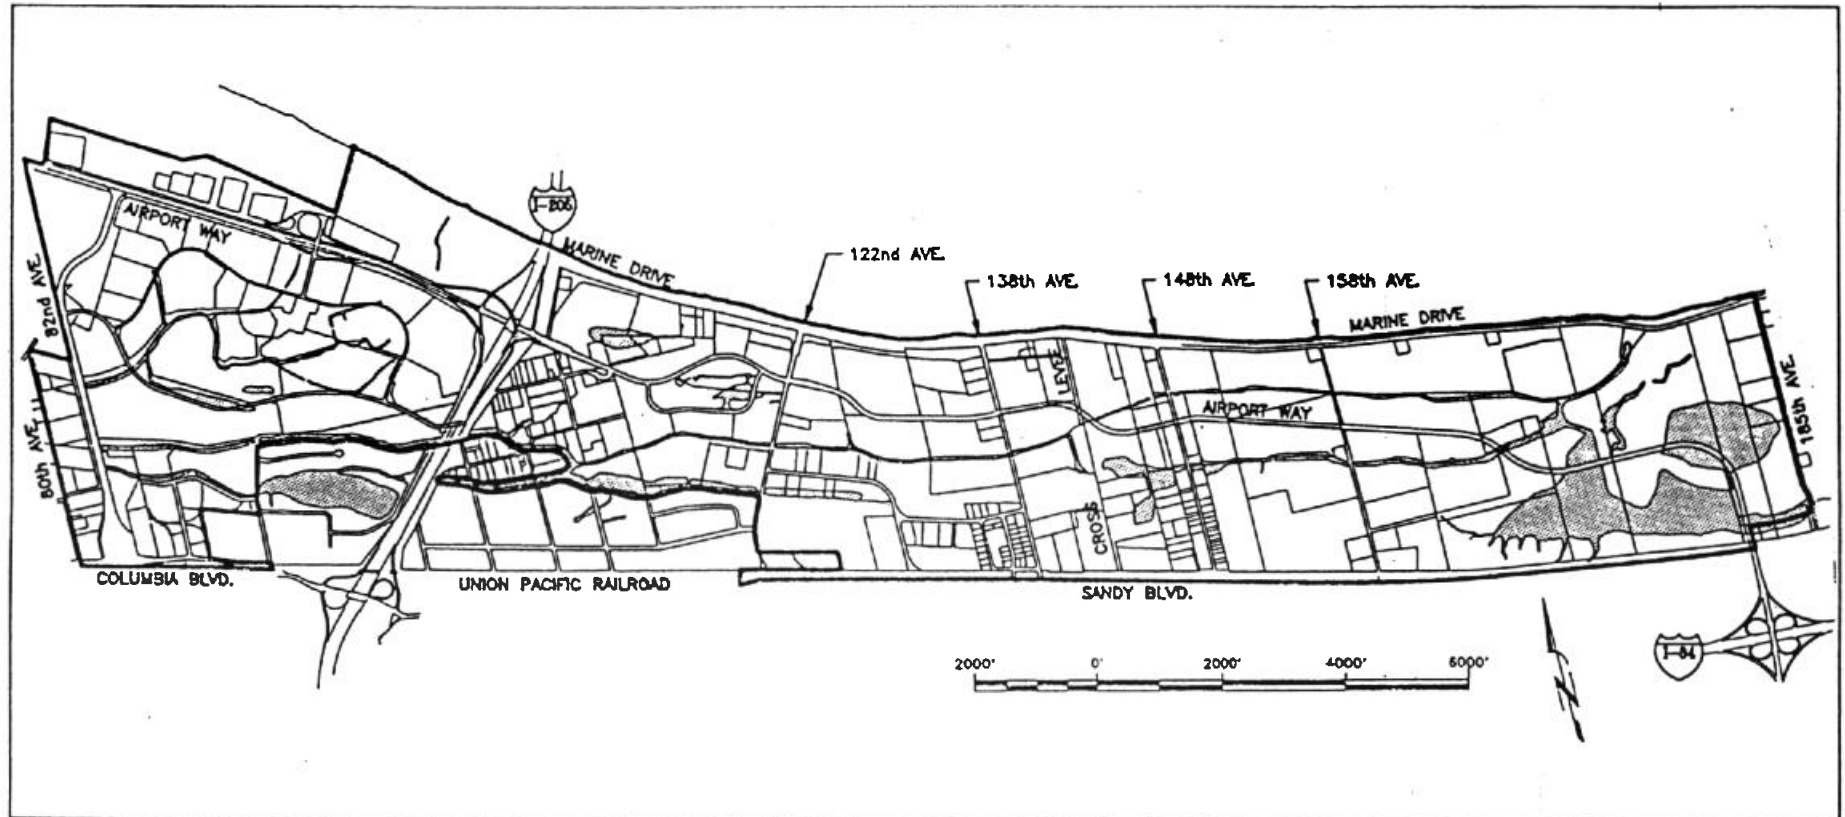 I-205
AIRPORT WAY
MARINE DRIVE
122nd AVE.
138th AVE.
148th AVE.
158th AVE.
MARINE DRIVE
82nd AVE.
LEVEE
AIRPORT WAY
185th AVE.
80th AVE.
CROSS
COLUMBIA BLVD.
UNION PACIFIC RAILROAD
SANDY BLVD.
2000' 0' 2000' 4000' 6000'
I-84
N